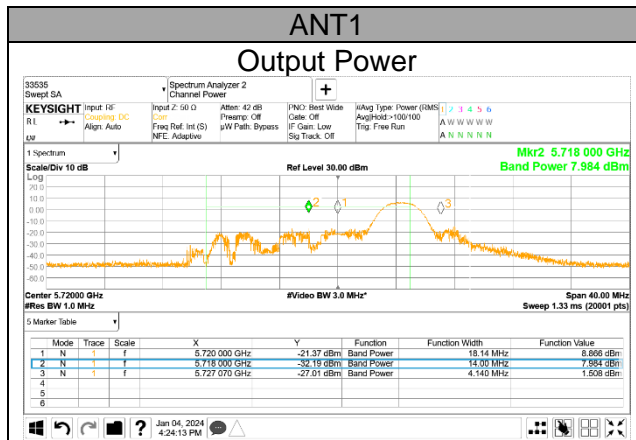 ANT1
Output Power
33535
Swept SA
Spectrum Analyzer 2
Channel Power
+
KEYSIGHT
RL
Input: RF
Coupling: DC
Align: Auto
Input Z: 50 Ω
Corr
Freq Ref: Int (S)
NFE: Adaptive
Atten: 42 dB
Preamp: Off
µW Path: Bypass
PNO: Best Wide
Gate: Off
IF Gain: Low
Sig Track: Off
#Avg Type: Power (RMS)
Avg|Hold:>100/100
Trig: Free Run
1 2 3 4 5 6
A W W W W W
A N N N N N
1 Spectrum
Scale/Div 10 dB
Ref Level 30.00 dBm
Mkr2 5.718 000 GHz
Band Power 7.984 dBm
Log
20.0
10.0
0.00
-10.0
-20.0
-30.0
-40.0
-50.0
-60.0
2 1 3
Center 5.72000 GHz
#Video BW 3.0 MHz*
Span 40.00 MHz
#Res BW 1.0 MHz
Sweep 1.33 ms (20001 pts)
5 Marker Table
Mode Trace Scale X Y Function Function Width Function Value
1 N 1 f 5.720 000 GHz -21.37 dBm Band Power 18.14 MHz 8.866 dBm
2 N 1 f 5.718 000 GHz -32.19 dBm Band Power 14.00 MHz 7.984 dBm
3 N 1 f 5.727 070 GHz -27.01 dBm Band Power 4.140 MHz 1.508 dBm
4
5
6
?
Jan 04, 2024
4:24:13 PM